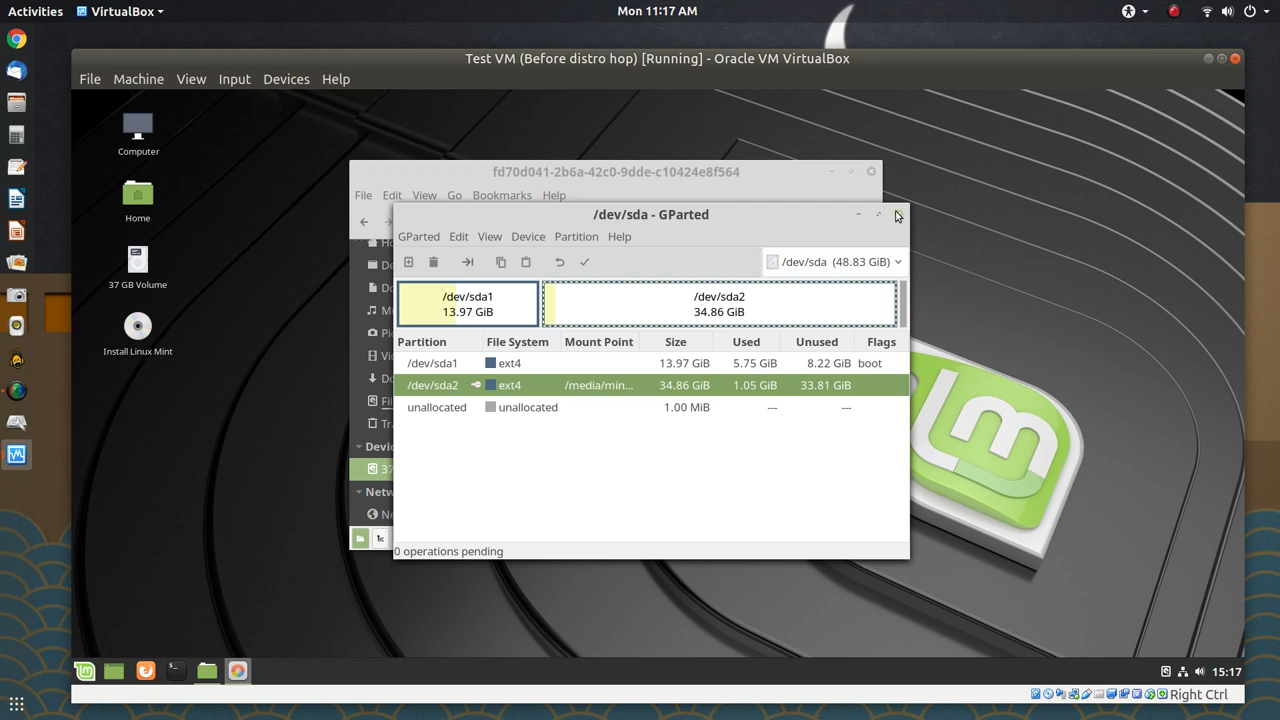 Activities VirtualBox Mon 11:17 AM
Test VM (Before distro hop) [Running] - Oracle VM VirtualBox
File Machine View Input Devices Help
Computer
Home
37 GB Volume
Install Linux Mint
fd70d041-2b6a-42c0-9dde-c10424e8f564
File Edit View Go Bookmarks Help
/dev/sda - GParted
GParted Edit View Device Partition Help
/dev/sda (48.83 GiB)
/dev/sda1
13.97 GiB
/dev/sda2
34.86 GiB
Partition File System Mount Point Size Used Unused Flags
/dev/sda1 ext4 13.97 GiB 5.75 GiB 8.22 GiB boot
/dev/sda2 ext4 /media/min... 34.86 GiB 1.05 GiB 33.81 GiB
unallocated unallocated 1.00 MiB --- ---
0 operations pending
15:17
Right Ctrl